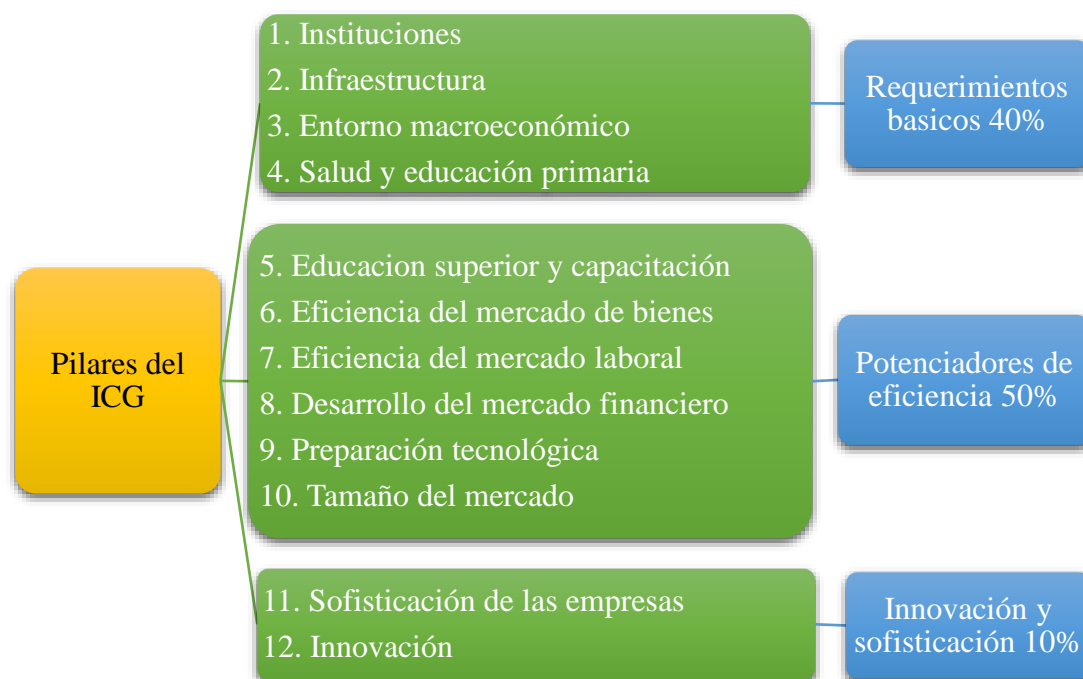 Pilares del
ICG
1. Instituciones
2. Infraestructura
3. Entorno macroeconómico
4. Salud y educación primaria
Requerimientos
basicos 40%
5. Educacion superior y capacitación
6. Eficiencia del mercado de bienes
7. Eficiencia del mercado laboral
8. Desarrollo del mercado financiero
9. Preparación tecnológica
10. Tamaño del mercado
Potenciadores de
eficiencia 50%
11. Sofisticación de las empresas
12. Innovación
Innovación y
sofisticación 10%